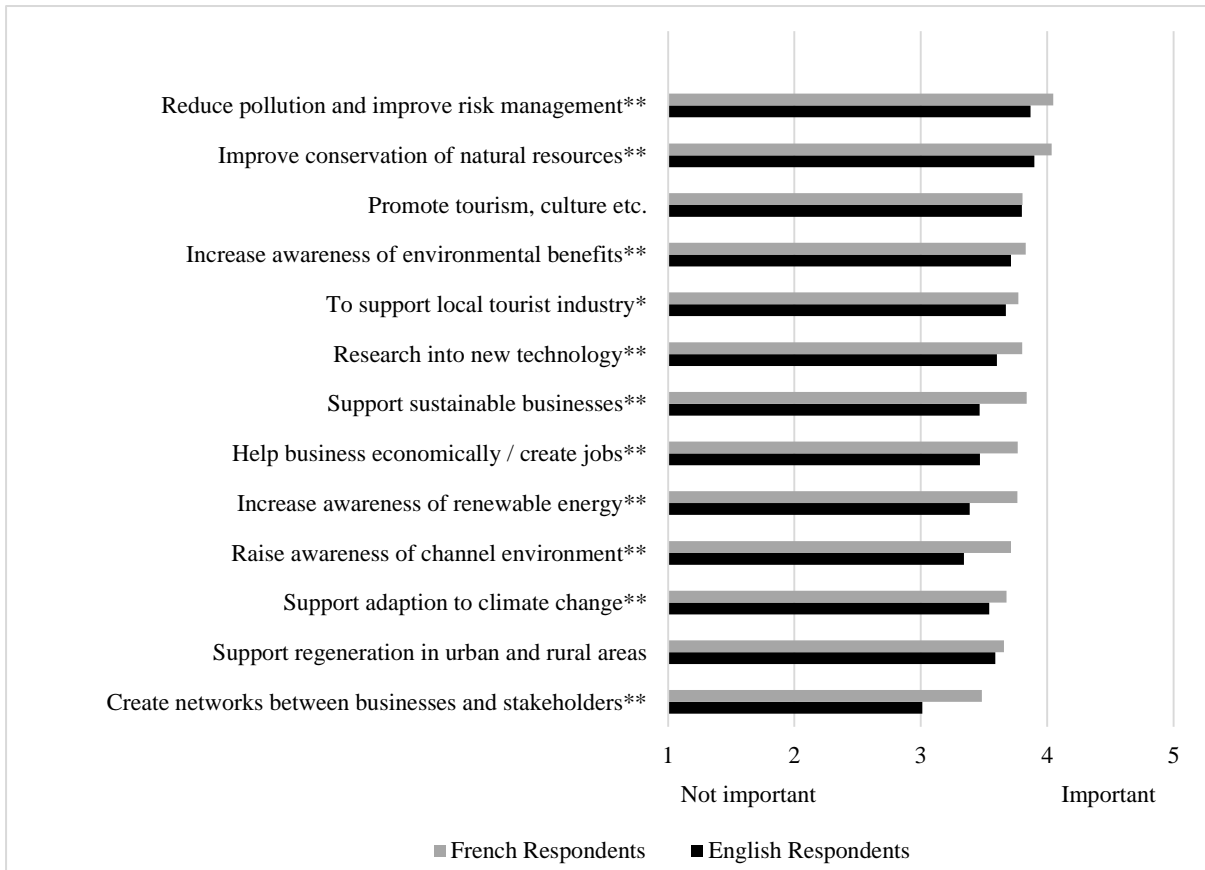 Reduce pollution and improve risk management**
Improve conservation of natural resources**
Promote tourism, culture etc.
Increase awareness of environmental benefits**
To support local tourist industry*
Research into new technology**
Support sustainable businesses**
Help business economically / create jobs**
Increase awareness of renewable energy**
Raise awareness of channel environment**
Support adaption to climate change**
Support regeneration in urban and rural areas
Create networks between businesses and stakeholders**
1 2 3 4 5
Not important Important
French Respondents English Respondents